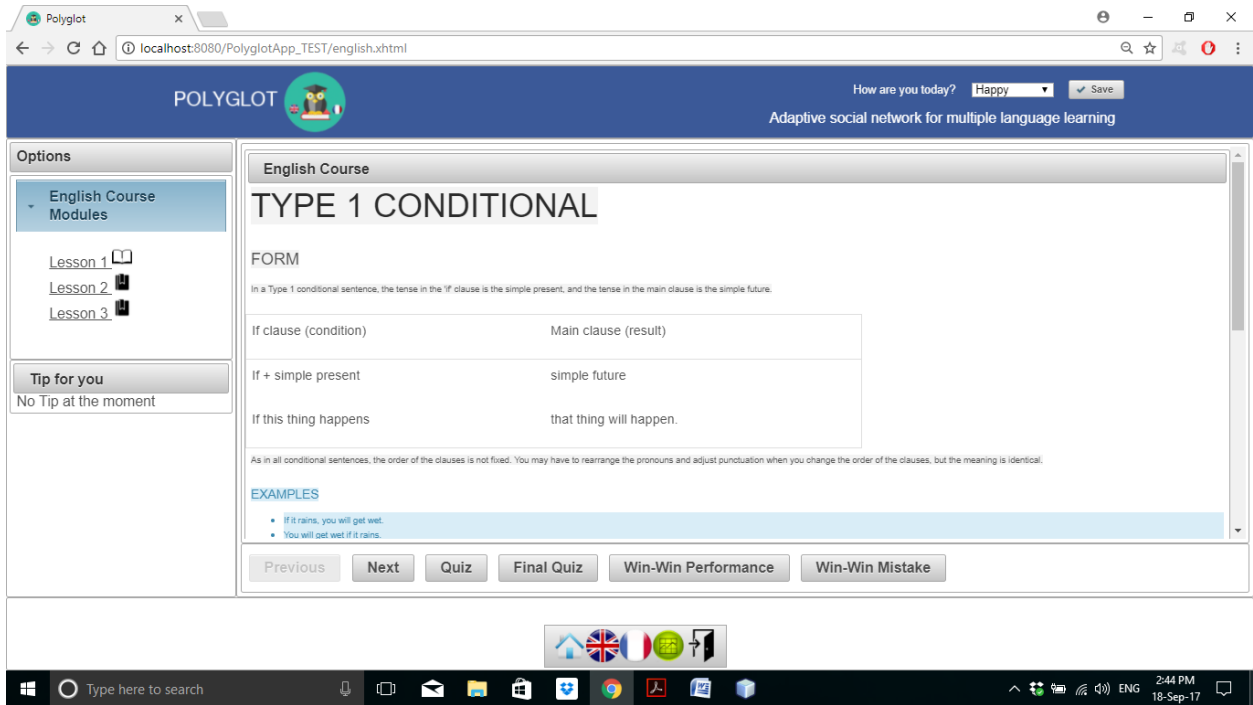 Polyglot
localhost:8080/PolyglotApp_TEST/english.xhtml
POLYGLOT
How are you today? Happy Save
Adaptive social network for multiple language learning
Options
English Course
Modules
Lesson 1
Lesson 2
Lesson 3
Tip for you
No Tip at the moment
English Course
TYPE 1 CONDITIONAL
FORM
In a Type 1 conditional sentence, the tense in the 'if' clause is the simple present, and the tense in the main clause is the simple future.
If clause (condition) Main clause (result)
If + simple present simple future
If this thing happens that thing will happen.
As in all conditional sentences, the order of the clauses is not fixed. You may have to rearrange the pronouns and adjust punctuation when you change the order of the clauses, but the meaning is identical.
EXAMPLES
If it rains, you will get wet.
You will get wet if it rains.
Previous Next Quiz Final Quiz Win-Win Performance Win-Win Mistake
Type here to search
ENG
2:44 PM
18-Sep-17